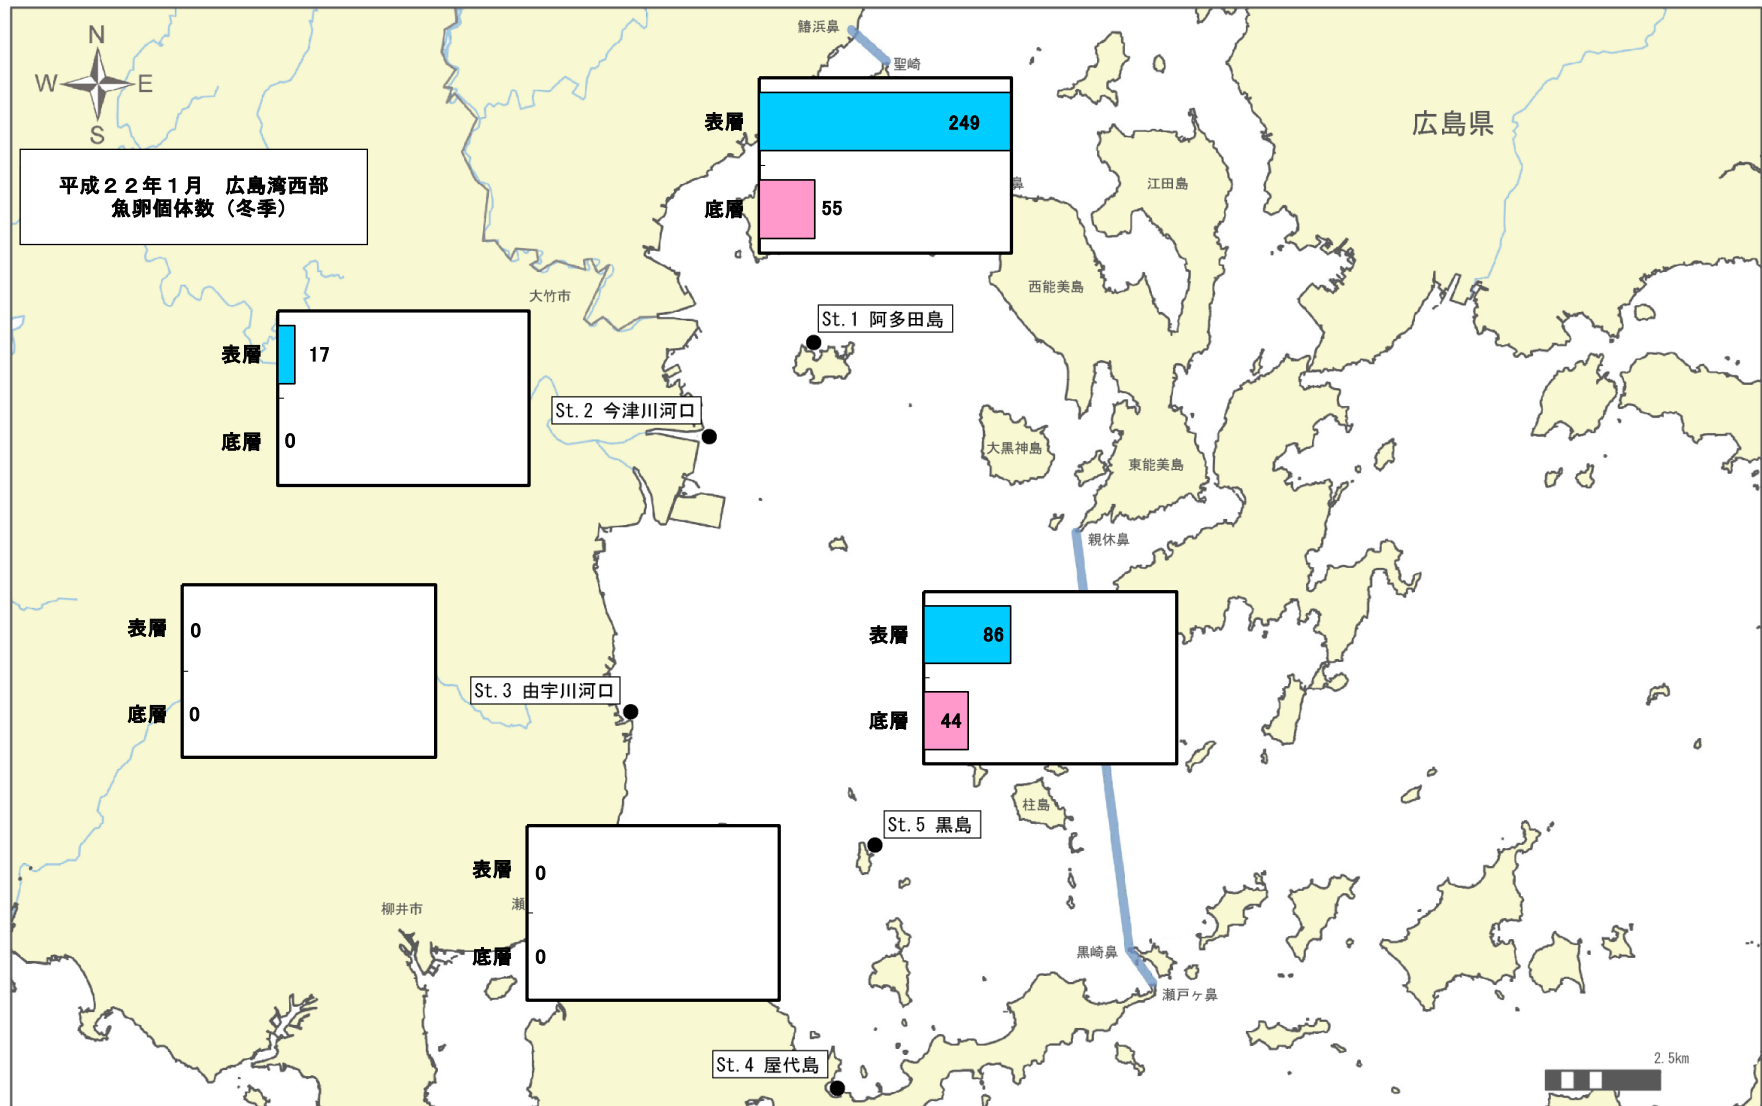 鰆浜鼻
聖崎
N
W E
S
広島県
平成２２年１月　広島湾西部
魚卵個体数（冬季）
表層 249
底層 55
鼻
江田島
西能美島
大竹市
St.1 阿多田島
表層 17
底層 0
St.2 今津川河口
大黒神島
東能美島
親休鼻
表層 0
底層 0
St.3 由宇川河口
表層 86
底層 44
柱島
St.5 黒島
表層 0
底層 0
柳井市
瀬
黒崎鼻
瀬戸ヶ鼻
St.4 屋代島
2.5km